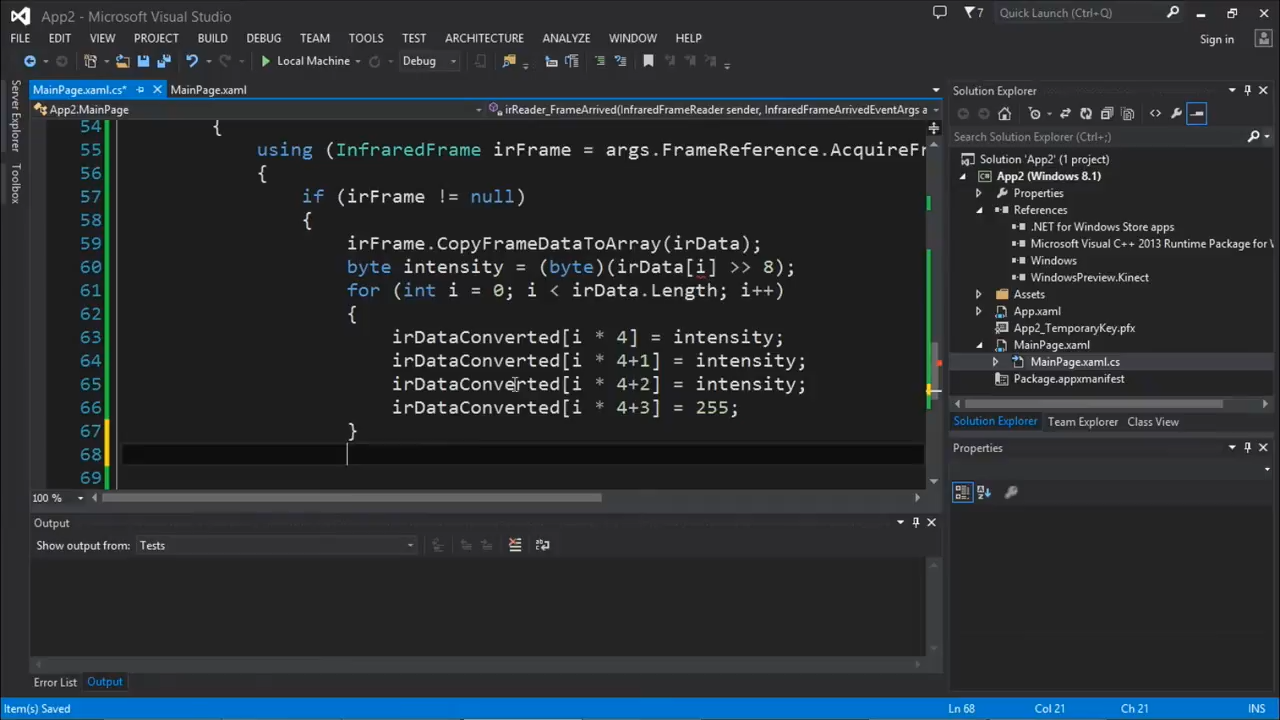 App2 - Microsoft Visual Studio
7
Quick Launch (Ctrl+Q)
FILE EDIT VIEW PROJECT BUILD DEBUG TEAM TOOLS TEST ARCHITECTURE ANALYZE WINDOW HELP
Sign in
Local Machine Debug
MainPage.xaml.cs* MainPage.xaml
App2.MainPage irReader_FrameArrived(InfraredFrameReader sender, InfraredFrameArrivedEventArgs a
Server Explorer
Toolbox
54 {
55 using (InfraredFrame irFrame = args.FrameReference.AcquireFr
56 {
57 if (irFrame != null)
58 {
59 irFrame.CopyFrameDataToArray(irData);
60 byte intensity = (byte)(irData[i] >> 8);
61 for (int i = 0; i < irData.Length; i++)
62 {
63 irDataConverted[i * 4] = intensity;
64 irDataConverted[i * 4+1] = intensity;
65 irDataConverted[i * 4+2] = intensity;
66 irDataConverted[i * 4+3] = 255;
67 }
68
69
100 %
Output
Show output from: Tests
Error List Output
Solution Explorer
Search Solution Explorer (Ctrl+;)
Solution 'App2' (1 project)
App2 (Windows 8.1)
Properties
References
.NET for Windows Store apps
Microsoft Visual C++ 2013 Runtime Package for W
Windows
WindowsPreview.Kinect
Assets
App.xaml
App2_TemporaryKey.pfx
MainPage.xaml
MainPage.xaml.cs
Package.appxmanifest
Solution Explorer Team Explorer Class View
Properties
Item(s) Saved Ln 68 Col 21 Ch 21 INS